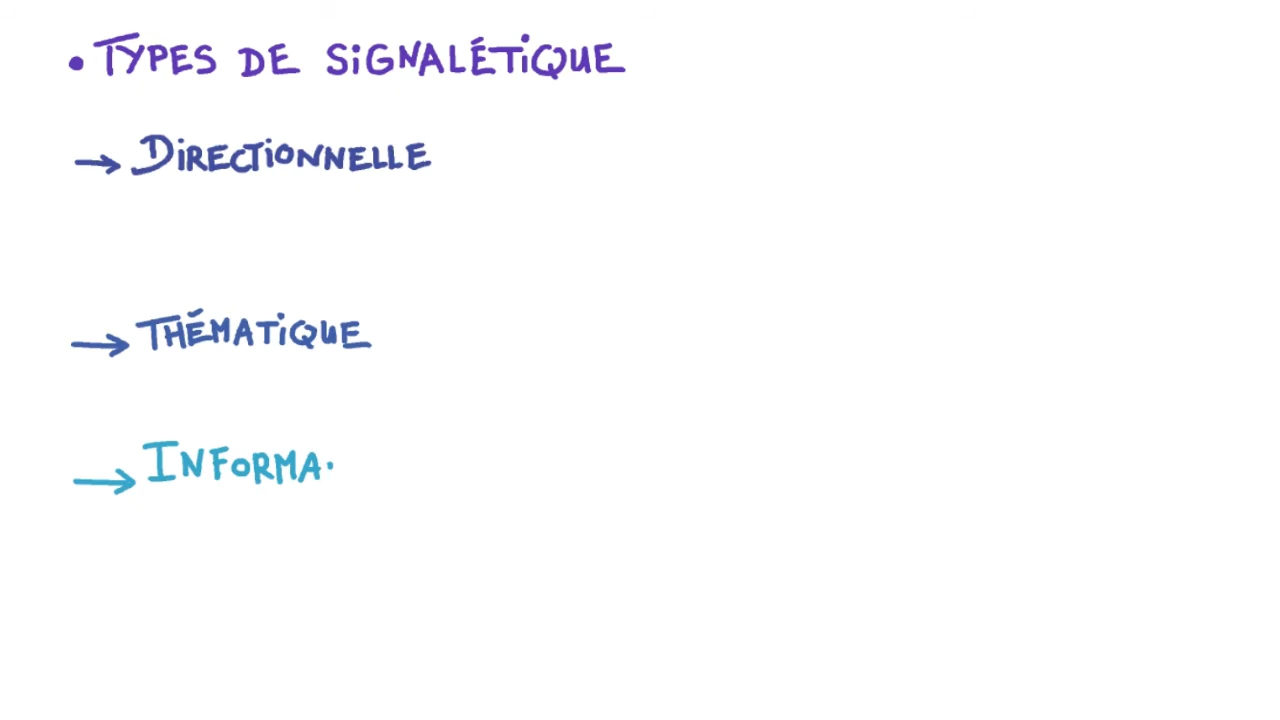 • TYPES DE SIGNALÉTIQUE
→ DIRECTIONNELLE
→ THÉMATIQUE
→ INFORMA